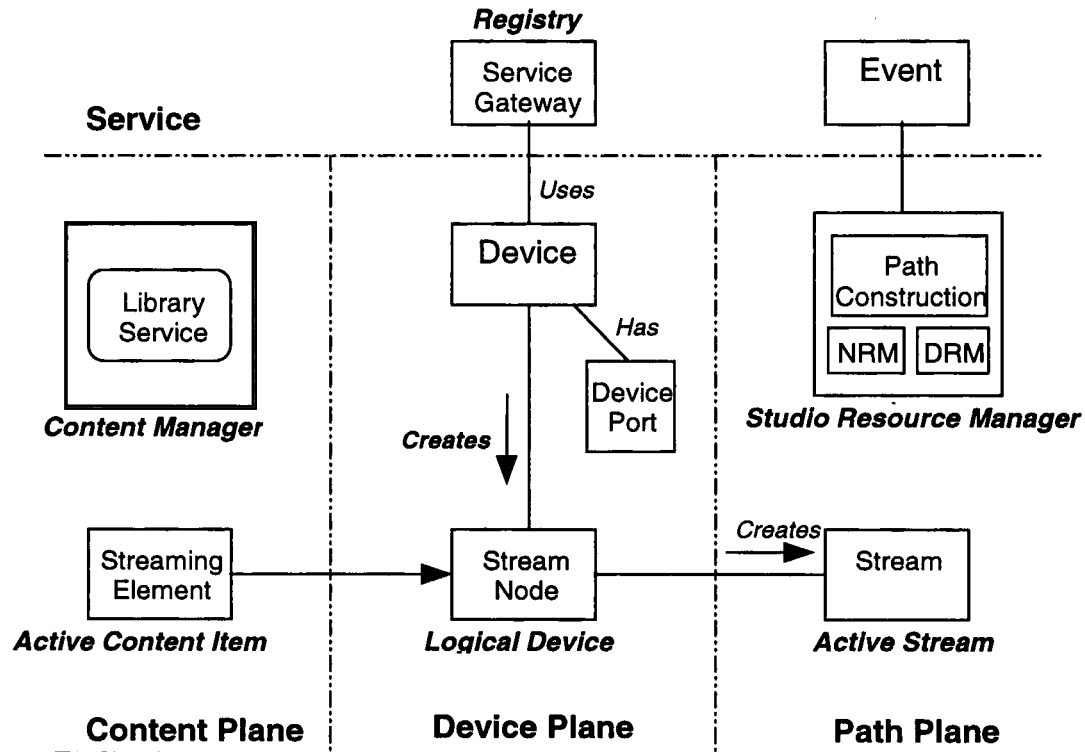 Registry
Service
Gateway
Event
Service
Uses
Device
Library
Service
Path
Construction
Has
NRM
DRM
Device
Port
Content Manager
Studio Resource Manager
Creates
Creates
Streaming
Element
Stream
Node
Stream
Active Content Item
Logical Device
Active Stream
Content Plane
Device Plane
Path Plane